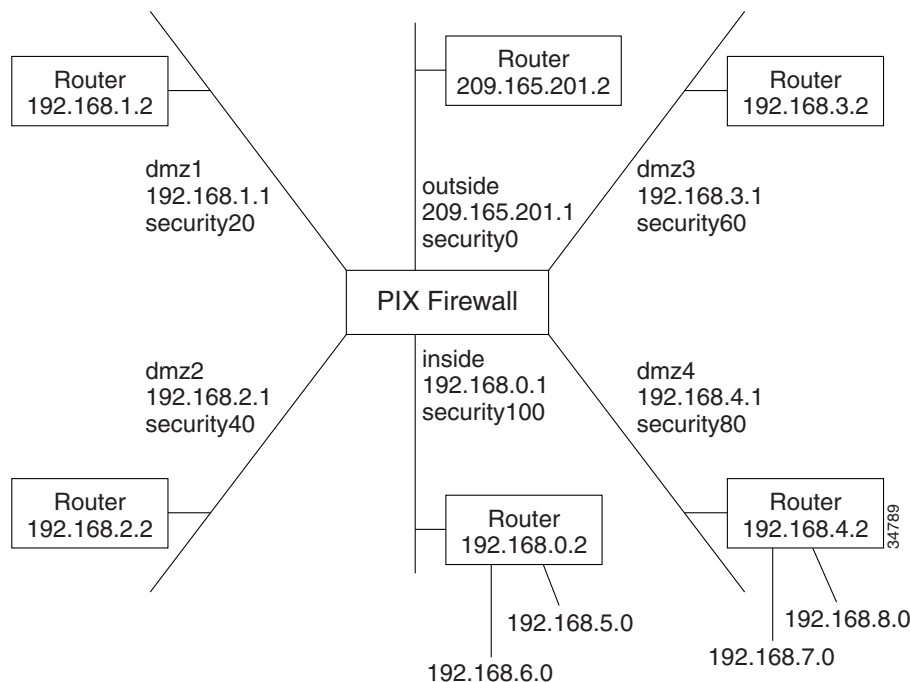 Router
192.168.1.2
Router
209.165.201.2
Router
192.168.3.2
dmz1
192.168.1.1
security20
outside
209.165.201.1
security0
dmz3
192.168.3.1
security60
PIX Firewall
dmz2
192.168.2.1
security40
inside
192.168.0.1
security100
dmz4
192.168.4.1
security80
Router
192.168.2.2
Router
192.168.0.2
Router
192.168.4.2
34789
192.168.5.0
192.168.6.0
192.168.8.0
192.168.7.0